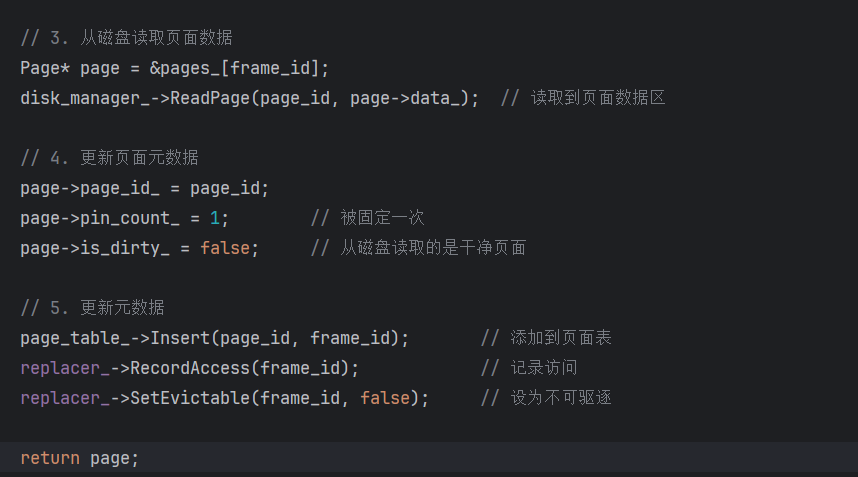 // 3. 从磁盘读取页面数据
Page* page = &pages_[frame_id];
disk_manager_->ReadPage(page_id, page->data_);  // 读取到页面数据区
// 4. 更新页面元数据
page->page_id_ = page_id;
page->pin_count_ = 1;        // 被固定一次
page->is_dirty_ = false;     // 从磁盘读取的是干净页面
// 5. 更新元数据
page_table_->Insert(page_id, frame_id);       // 添加到页面表
replacer_->RecordAccess(frame_id);            // 记录访问
replacer_->SetEvictable(frame_id, false);     // 设为不可驱逐
return page;